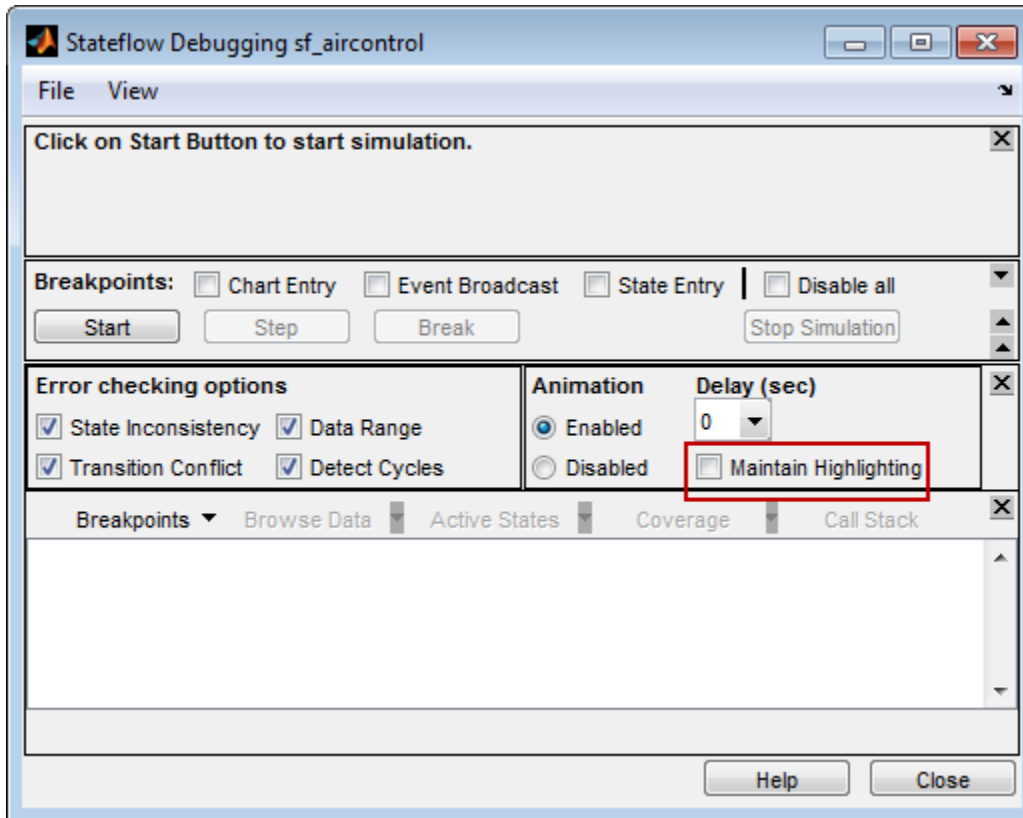 Stateflow Debugging sf_aircontrol
File View
Click on Start Button to start simulation.
Breakpoints: Chart Entry Event Broadcast State Entry Disable all
Start Step Break Stop Simulation
Error checking options Animation Delay (sec)
State Inconsistency Data Range Enabled 0
Transition Conflict Detect Cycles Disabled Maintain Highlighting
Breakpoints Browse Data Active States Coverage Call Stack
Help Close